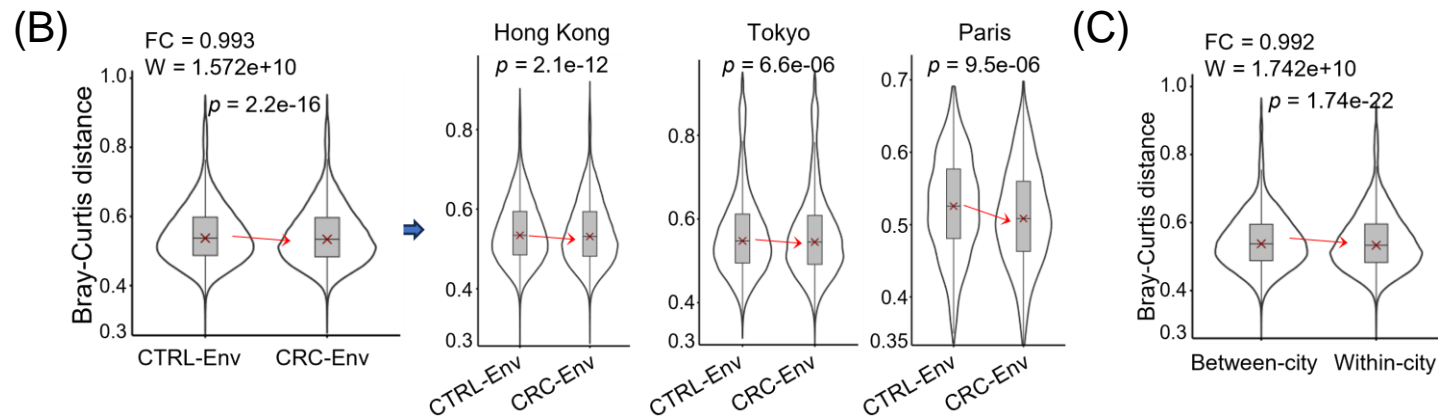 (B)
FC = 0.993
W = 1.572e+10
p = 2.2e-16
Bray-Curtis distance
1.0
0.8
0.6
0.4
0.3
CTRL-Env
CRC-Env
Hong Kong
p = 2.1e-12
0.8
0.6
0.4
0.3
CTRL-Env
CRC-Env
Tokyo
p = 6.6e-06
0.8
0.6
0.4
0.3
CTRL-Env
CRC-Env
Paris
p = 9.5e-06
0.7
0.6
0.5
0.4
0.35
CTRL-Env
CRC-Env
(C)
FC = 0.992
W = 1.742e+10
p = 1.74e-22
Bray-Curtis distance
1.0
0.8
0.6
0.4
0.3
Between-city
Within-city